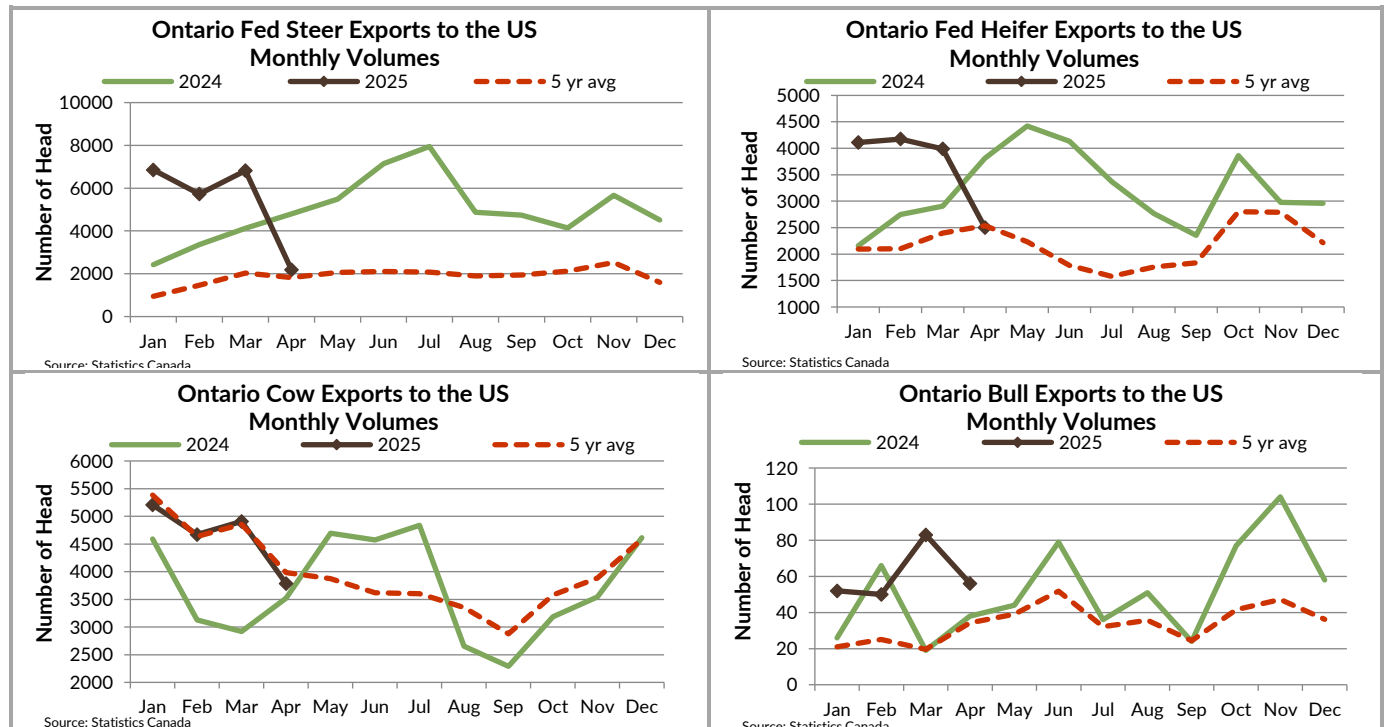 Ontario Fed Steer Exports to the US
Monthly Volumes
2024 2025 5 yr avg
Number of Head
10000
8000
6000
4000
2000
0
Jan Feb Mar Apr May Jun Jul Aug Sep Oct Nov Dec
Source: Statistics Canada
Ontario Fed Heifer Exports to the US
Monthly Volumes
2024 2025 5 yr avg
Number of Head
5000
4500
4000
3500
3000
2500
2000
1500
1000
Jan Feb Mar Apr May Jun Jul Aug Sep Oct Nov Dec
Source: Statistics Canada
Ontario Cow Exports to the US
Monthly Volumes
2024 2025 5 yr avg
Number of Head
6000
5500
5000
4500
4000
3500
3000
2500
2000
Jan Feb Mar Apr May Jun Jul Aug Sep Oct Nov Dec
Source: Statistics Canada
Ontario Bull Exports to the US
Monthly Volumes
2024 2025 5 yr avg
Number of Head
120
100
80
60
40
20
0
Jan Feb Mar Apr May Jun Jul Aug Sep Oct Nov Dec
Source: Statistics Canada